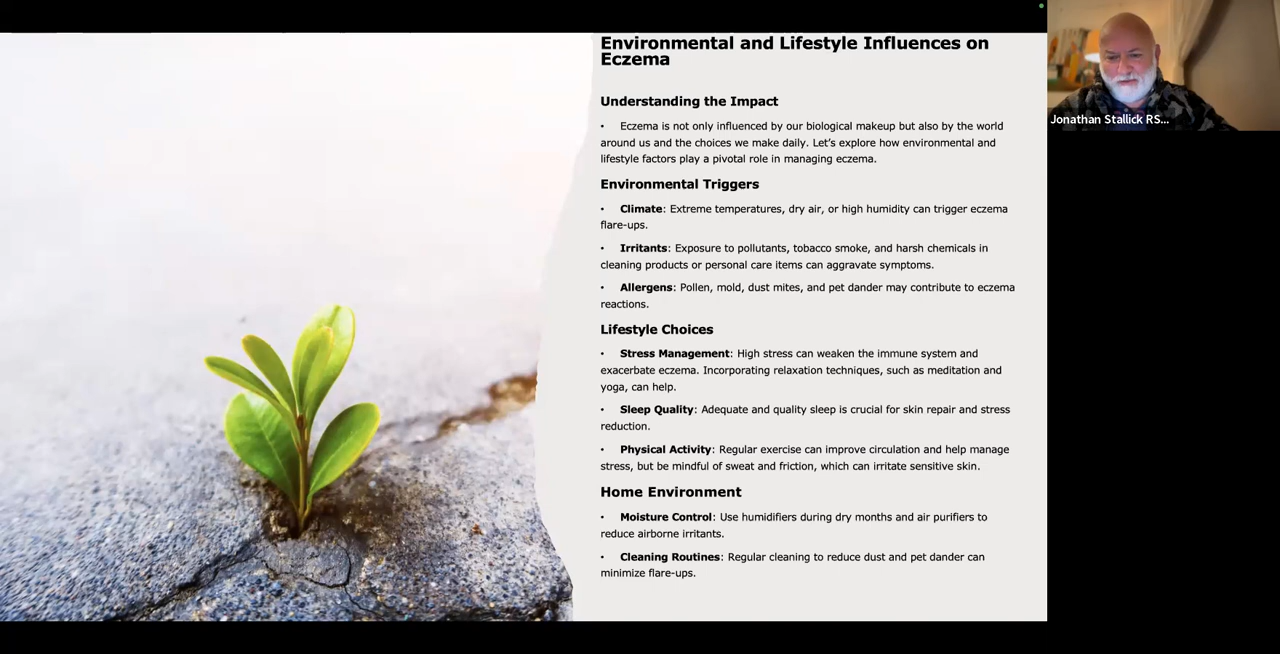 Environmental and Lifestyle Influences on
Eczema
Understanding the Impact
• Eczema is not only influenced by our biological makeup but also by the world
around us and the choices we make daily. Let’s explore how environmental and
lifestyle factors play a pivotal role in managing eczema.
Environmental Triggers
• Climate: Extreme temperatures, dry air, or high humidity can trigger eczema
flare-ups.
• Irritants: Exposure to pollutants, tobacco smoke, and harsh chemicals in
cleaning products or personal care items can aggravate symptoms.
• Allergens: Pollen, mold, dust mites, and pet dander may contribute to eczema
reactions.
Lifestyle Choices
• Stress Management: High stress can weaken the immune system and
exacerbate eczema. Incorporating relaxation techniques, such as meditation and
yoga, can help.
• Sleep Quality: Adequate and quality sleep is crucial for skin repair and stress
reduction.
• Physical Activity: Regular exercise can improve circulation and help manage
stress, but be mindful of sweat and friction, which can irritate sensitive skin.
Home Environment
• Moisture Control: Use humidifiers during dry months and air purifiers to
reduce airborne irritants.
• Cleaning Routines: Regular cleaning to reduce dust and pet dander can
minimize flare-ups.
Jonathan Stallick RS...